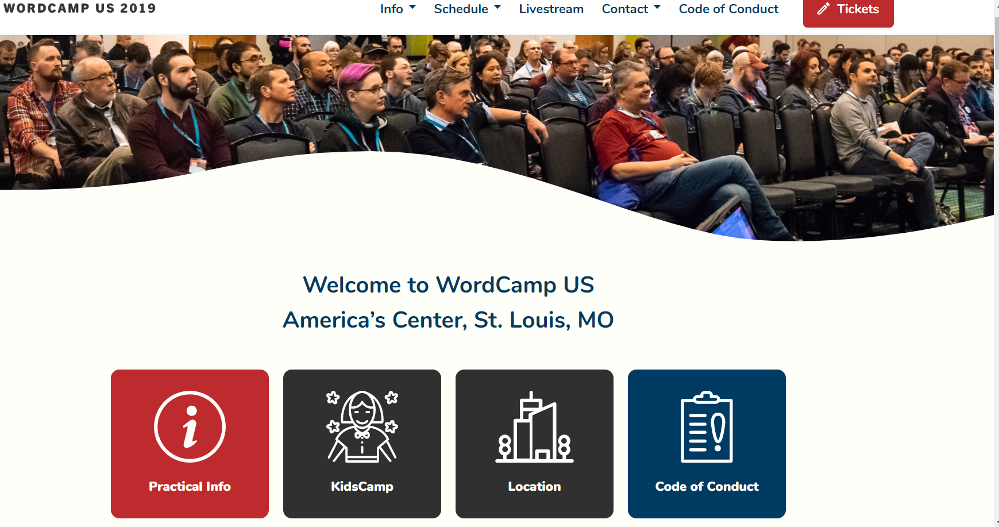 WORDCAMP US 2019
Info Schedule Livestream Contact Code of Conduct Tickets
Welcome to WordCamp US
America’s Center, St. Louis, MO
Practical Info
KidsCamp
Location
Code of Conduct